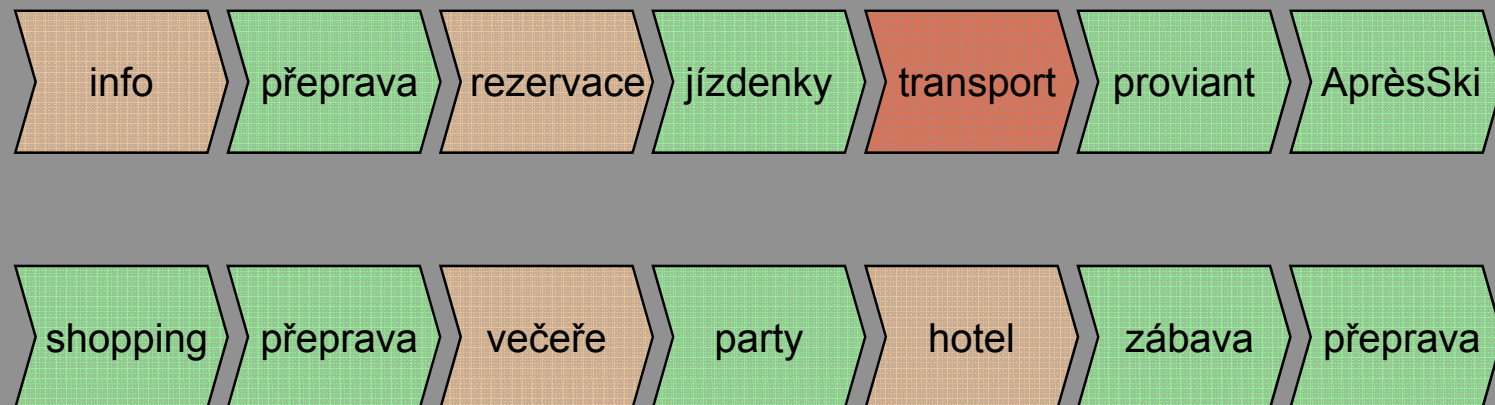 info přeprava rezervace jízdenky transport proviant AprèsSki
shopping přeprava večeře party hotel zábava přeprava